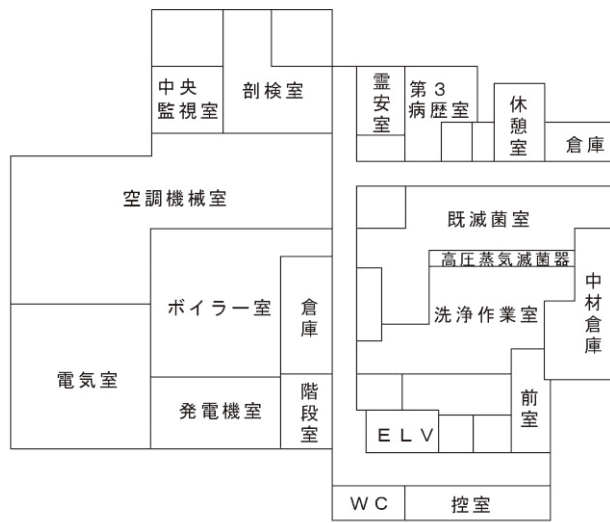 中央
監視室
剖検室
霊安室
第３
病歴室
休憩室
倉庫
空調機械室
既滅菌室
高圧蒸気滅菌器
中材倉庫
ボイラー室
倉庫
洗浄作業室
電気室
発電機室
階段室
前室
ＥＬＶ
ＷＣ
控室